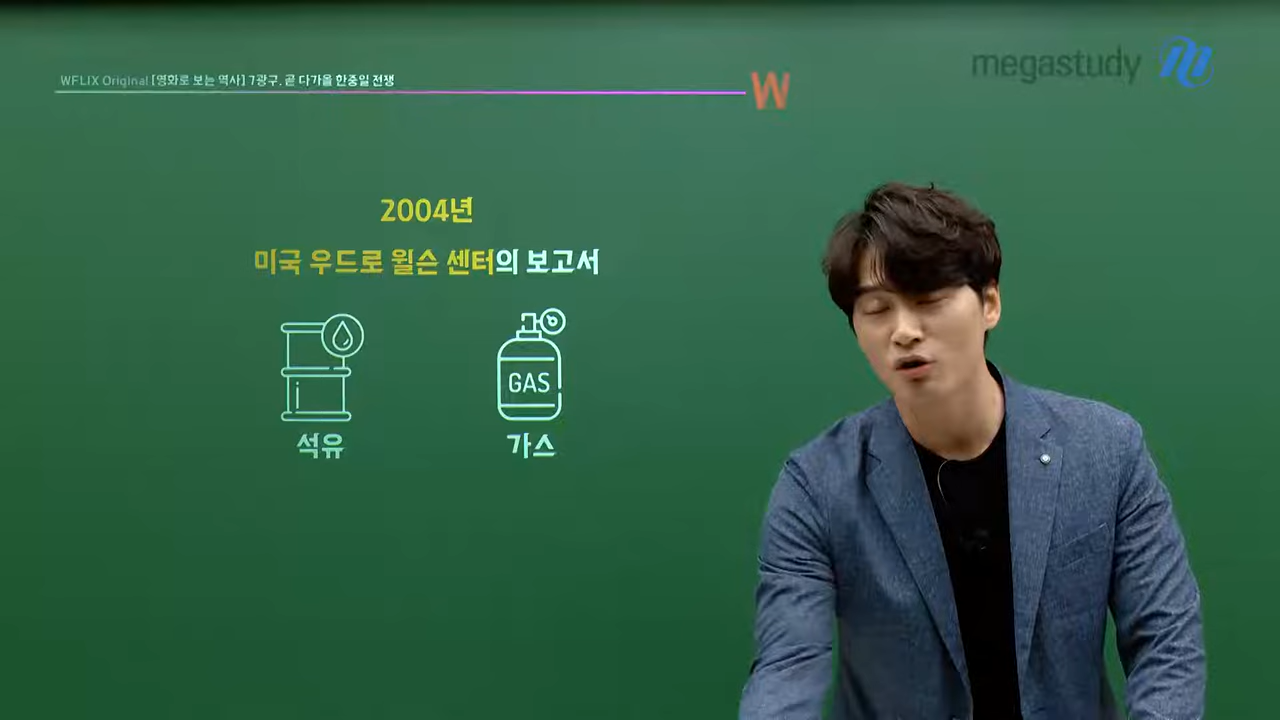 WFLIX Original [영화로 보는 역사] 7광구, 곧 다가올 한중일 전쟁
W
megastudy
2004년
미국 우드로 윌슨 센터의 보고서
GAS
석유
가스